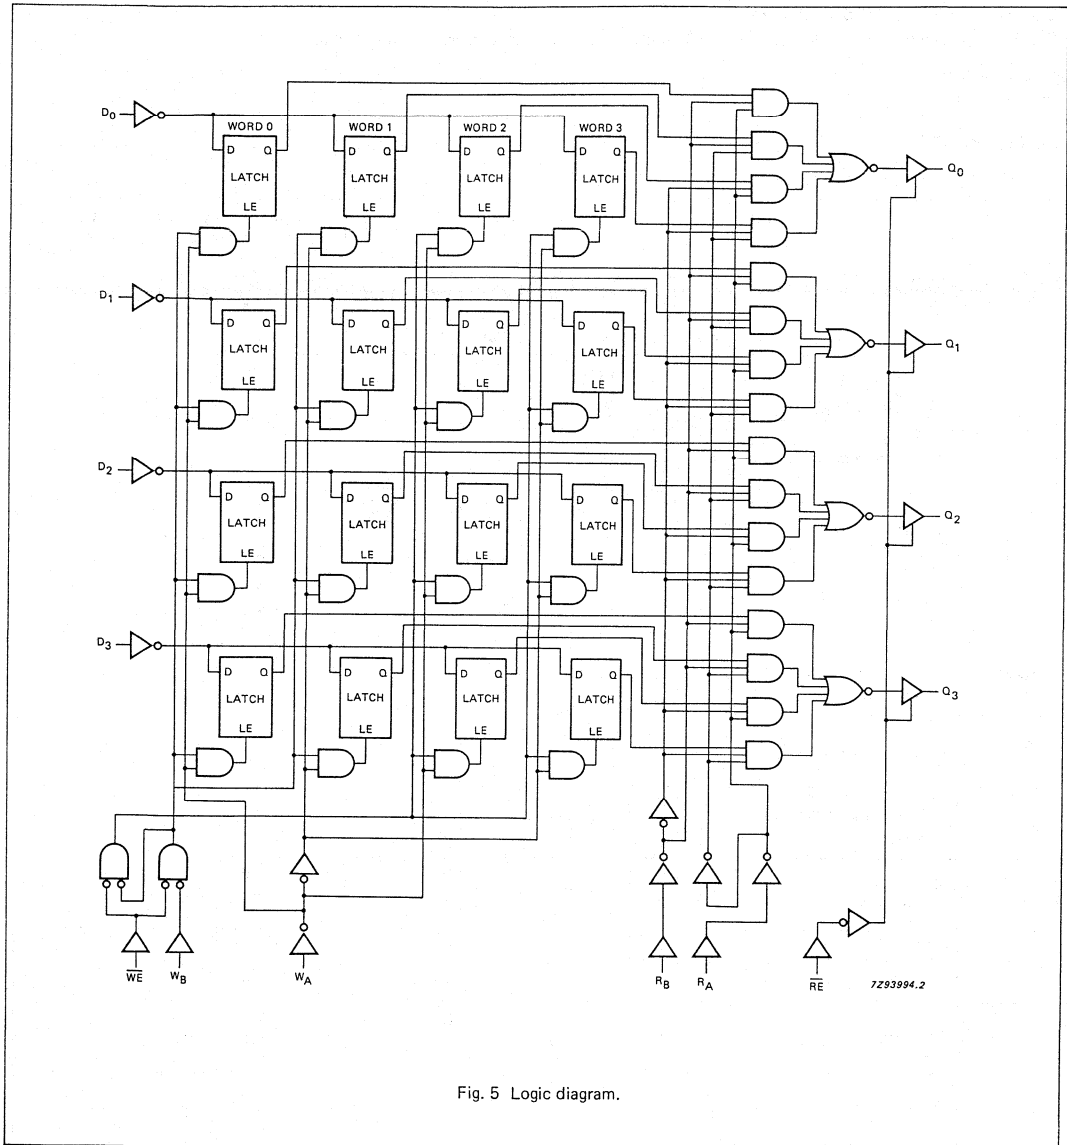 D0
WORD 0 WORD 1 WORD 2 WORD 3
D Q D Q D Q D Q
LATCH LATCH LATCH LATCH
LE LE LE LE
Q0
D1
D Q D Q D Q D Q
LATCH LATCH LATCH LATCH
LE LE LE LE
Q1
D2
D Q D Q D Q D Q
LATCH LATCH LATCH LATCH
LE LE LE LE
Q2
D3
D Q D Q D Q D Q
LATCH LATCH LATCH LATCH
LE LE LE LE
Q3
WE WB WA RB RA RE
7Z93994.2
Fig. 5 Logic diagram.